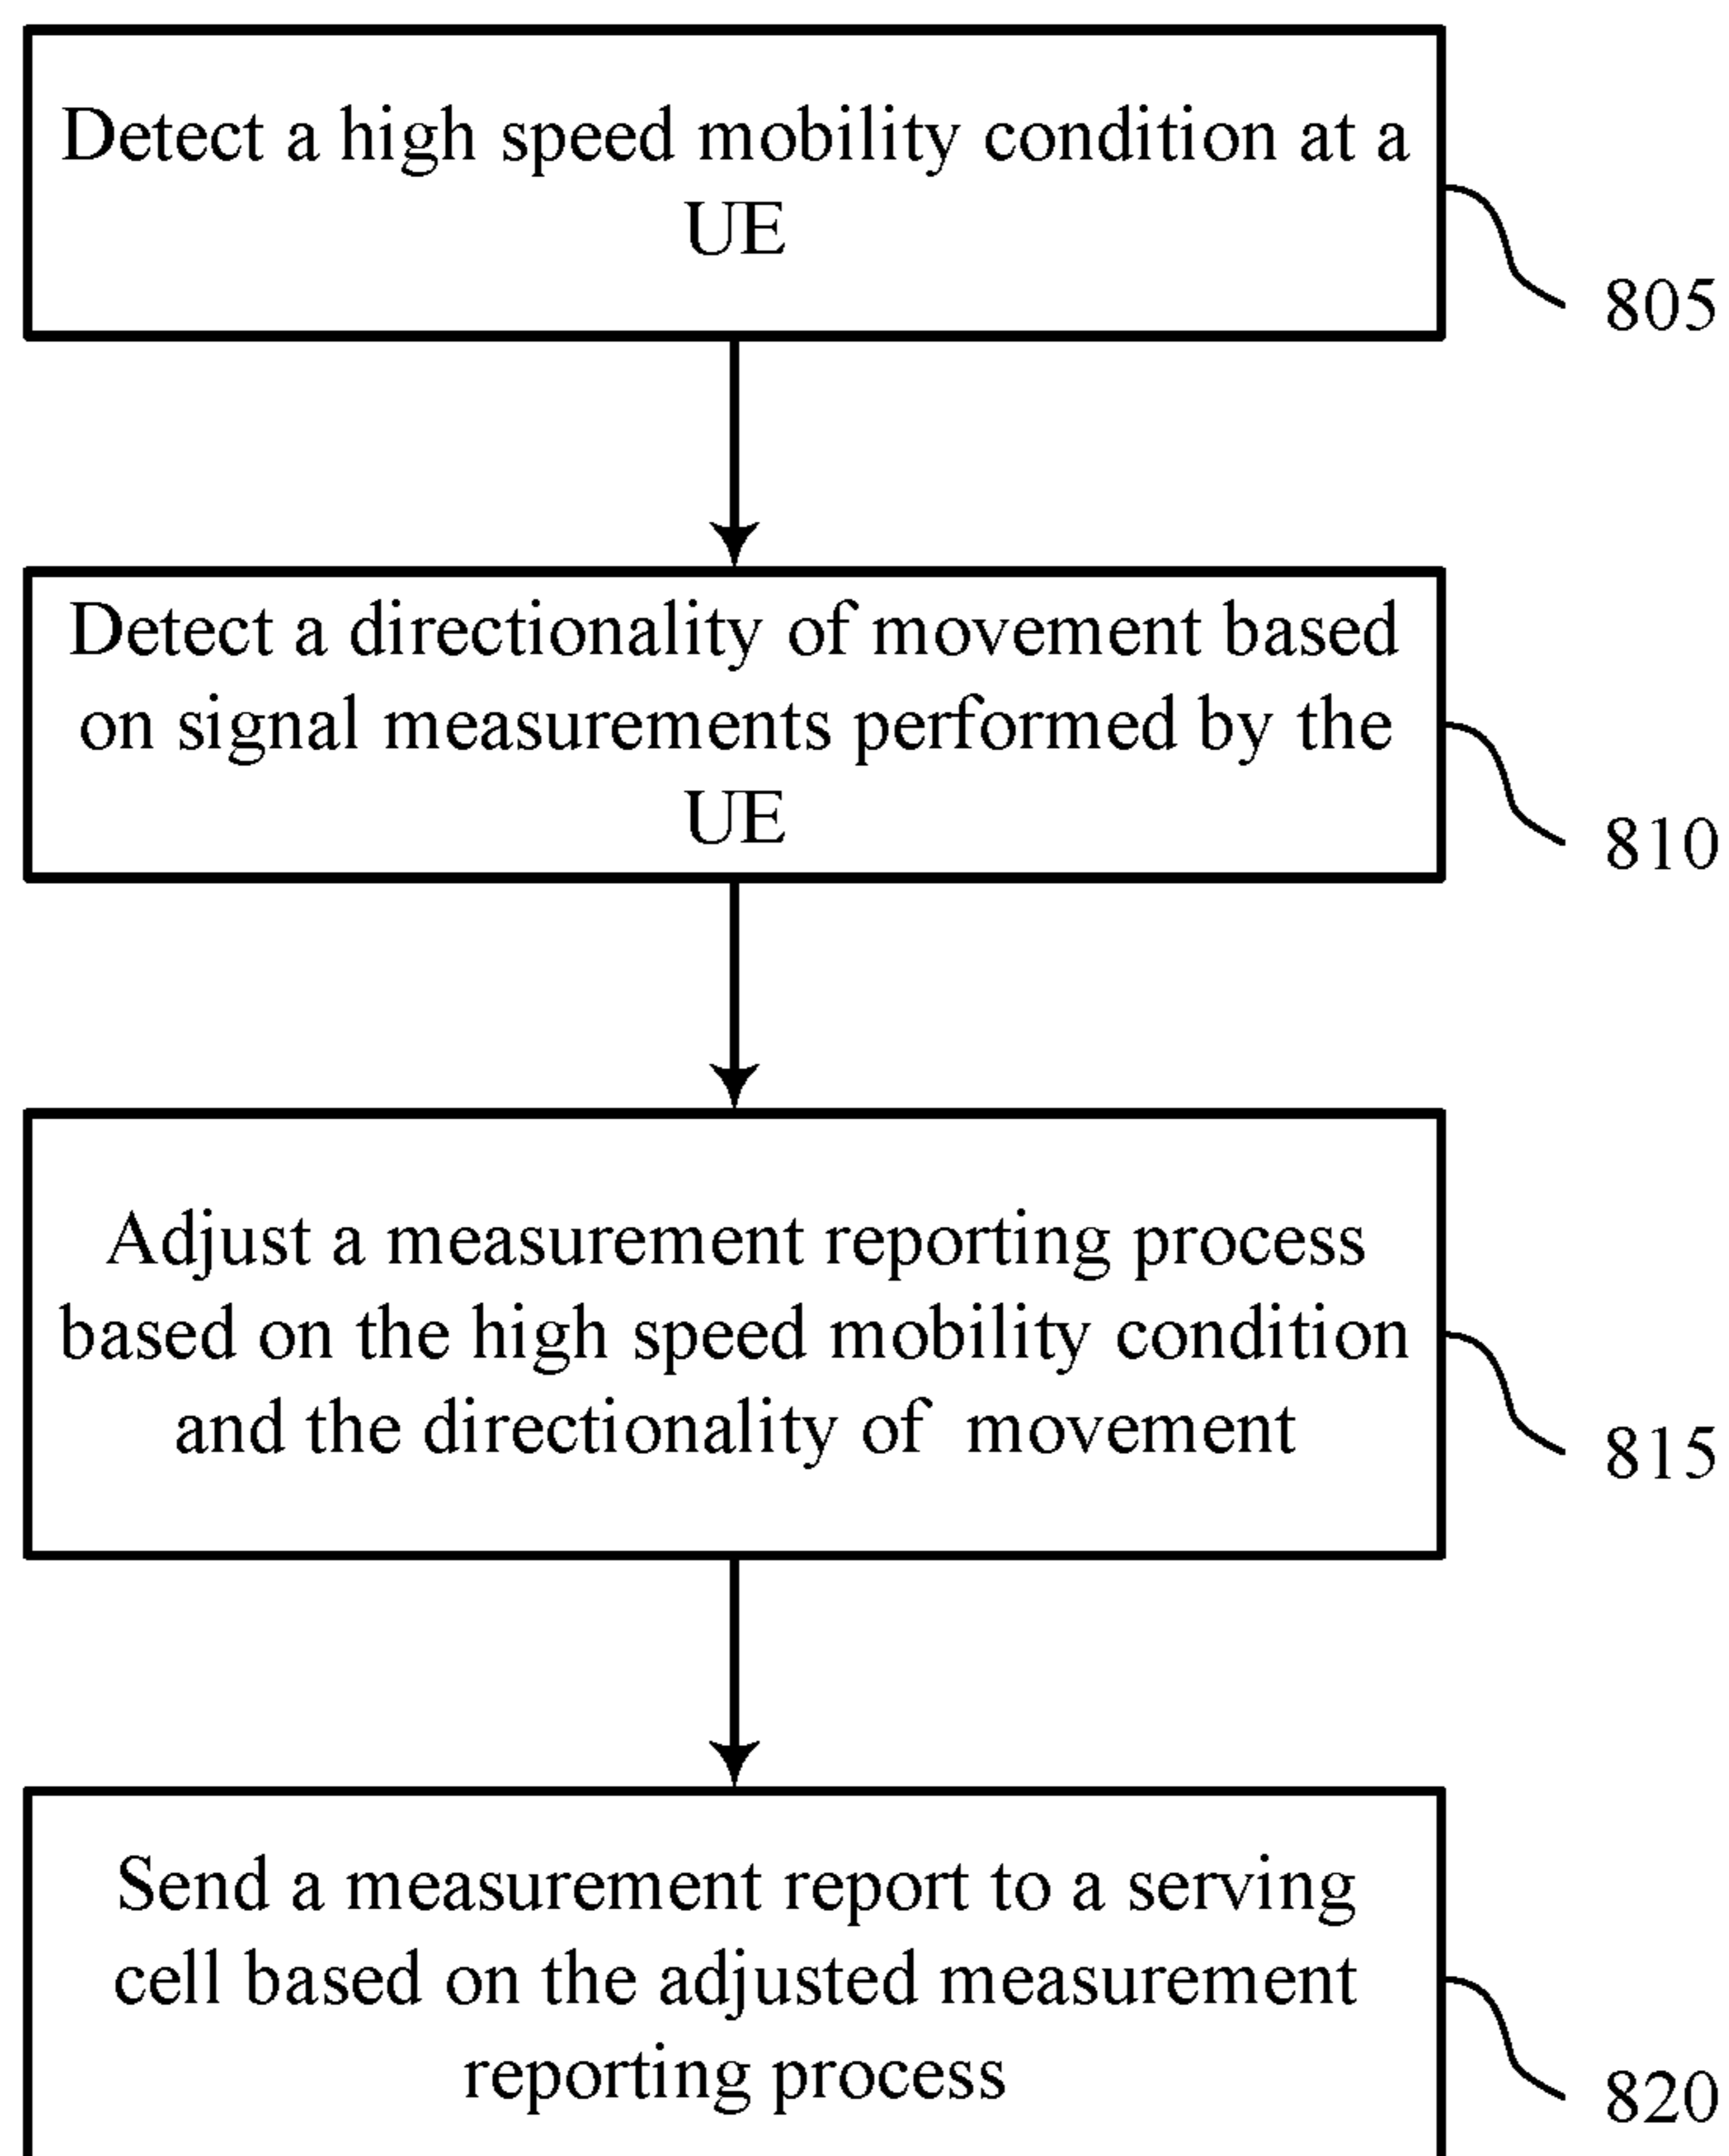 Detect a high speed mobility condition at a
UE
805
Detect a directionality of movement based
on signal measurements performed by the
UE
810
Adjust a measurement reporting process
based on the high speed mobility condition
and the directionality of movement
815
Send a measurement report to a serving
cell based on the adjusted measurement
reporting process
820